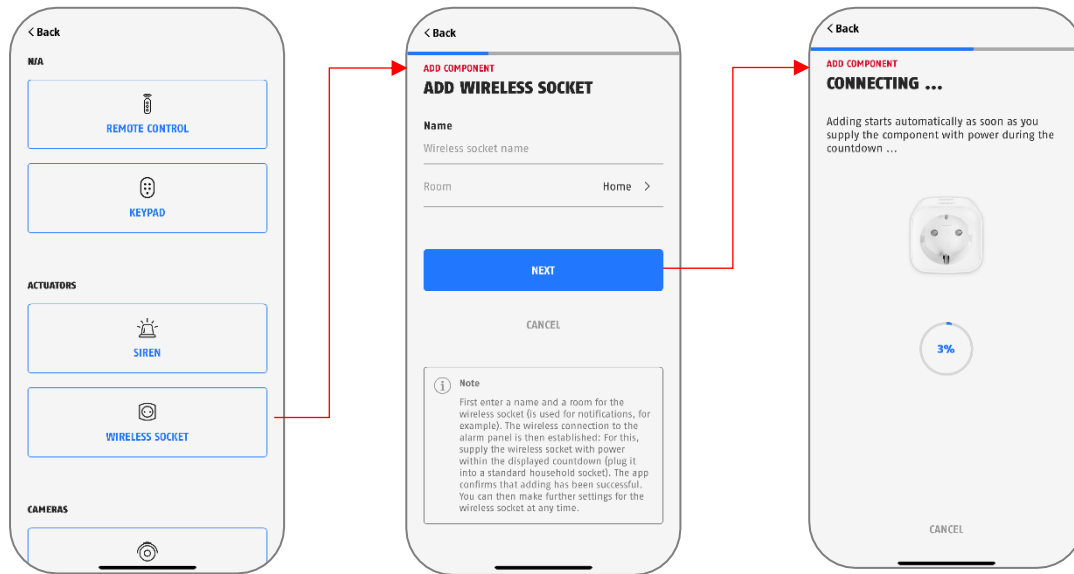 < Back
N/A
REMOTE CONTROL
KEYPAD
ACTUATORS
SIREN
WIRELESS SOCKET
CAMERAS
< Back
ADD COMPONENT
ADD WIRELESS SOCKET
Name
Wireless socket name
Room Home >
NEXT
CANCEL
Note
First enter a name and a room for the
wireless socket (is used for notifications, for
example). The wireless connection to the
alarm panel is then established: For this,
supply the wireless socket with power
within the displayed countdown (plug it
into a standard household socket). The app
confirms that adding has been successful.
You can then make further settings for the
wireless socket at any time.
< Back
ADD COMPONENT
CONNECTING ...
Adding starts automatically as soon as you
supply the component with power during the
countdown ...
3%
CANCEL